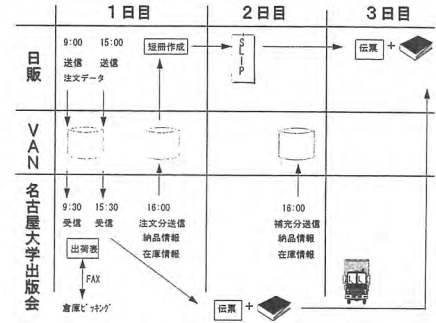 1日目
2日目
3日目
日販
9:00
15:00
送信
送信
注文データ
短冊作成
SLIP
伝票
+
VAN
名古屋大学出版会
9:30
15:30
受信
受信
16:00
注文分送信
納品情報
在庫情報
16:00
補充分送信
納品情報
在庫情報
出荷表
FAX
倉庫ピッキング
伝票
+